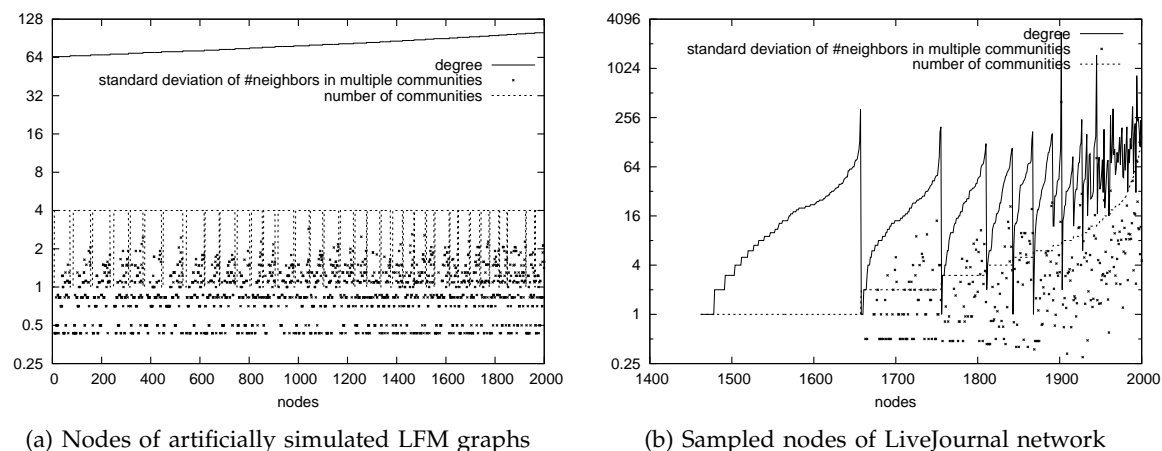 128
64
32
16
8
4
2
1
0.5
0.25
0 200 400 600 800 1000 1200 1400 1600 1800 2000
nodes
degree
standard deviation of #neighbors in multiple communities
number of communities
(a) Nodes of artificially simulated LFM graphs
4096
1024
256
64
16
4
1
0.25
1400 1500 1600 1700 1800 1900 2000
nodes
degree
standard deviation of #neighbors in multiple communities
number of communities
(b) Sampled nodes of LiveJournal network